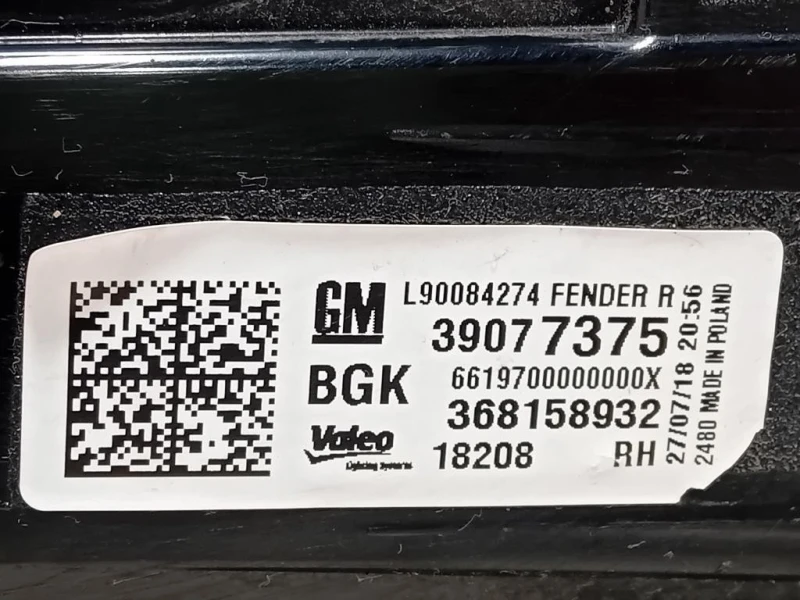 GM L90084274 FENDER R
39077375
BGK 6619700000000X
368158932
Valeo 18208 RH
Lighting Systems
27/07/18 20:56
2480 MADE IN POLAND